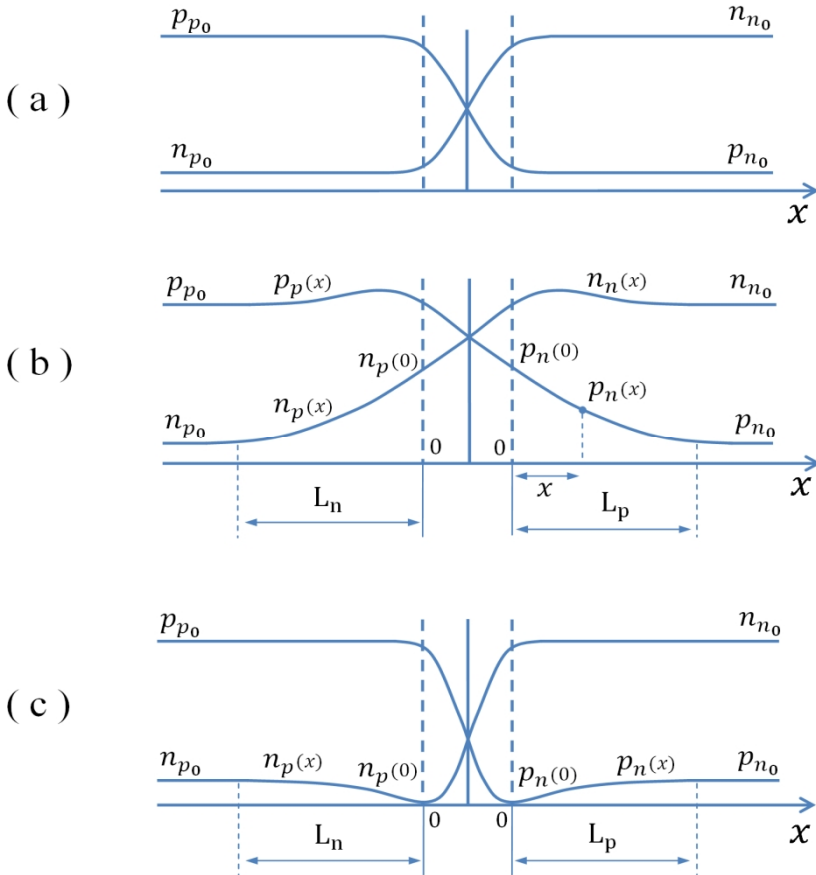 p_{p_0} n_{n_0}
( a )
n_{p_0} p_{n_0}
x
p_{p_0} p_p(x) n_n(x) n_{n_0}
( b )
n_p(0) p_n(0)
n_{p_0} n_p(x) p_n(x) p_{n_0}
0 0
x x
L_n L_p
p_{p_0} n_{n_0}
( c )
n_{p_0} n_p(x) n_p(0) p_n(0) p_n(x) p_{n_0}
0 0 x
L_n L_p